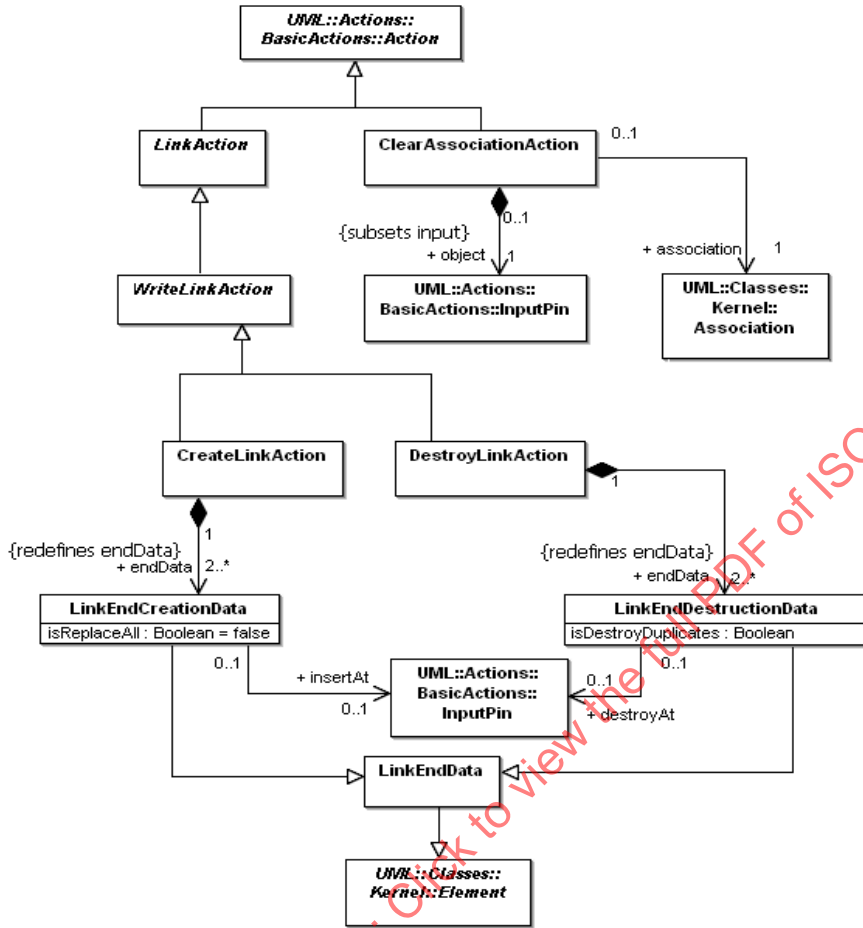 UML::Actions::
BasicActions::Action
LinkAction
ClearAssociationAction
0..1
0..1
{subsets input}
+ object
1
+ association
1
WriteLinkAction
UML::Actions::
BasicActions::InputPin
UML::Classes::
Kernel::
Association
CreateLinkAction
DestroyLinkAction
1
1
{redefines endData}
+ endData
2..*
{redefines endData}
+ endData
2..*
LinkEndCreationData
isReplaceAll : Boolean = false
LinkEndDestructionData
isDestroyDuplicates : Boolean
0..1
+ insertAt
0..1
UML::Actions::
BasicActions::
InputPin
0..1
0..1
+ destroyAt
LinkEndData
UML::Classes::
Kernel::Element
Click to view the full PDF of ISO